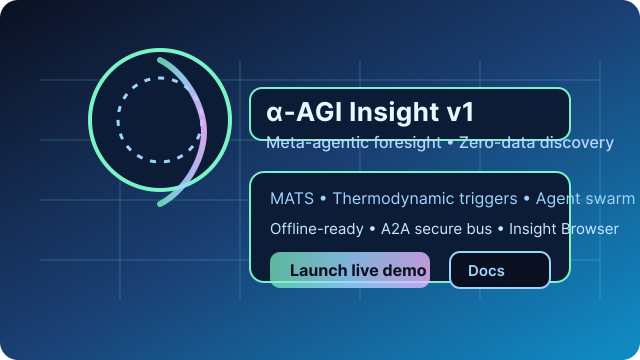 α-AGI Insight v1
Meta-agentic foresight • Zero-data discovery
MATS • Thermodynamic triggers • Agent swarm
Offline-ready • A2A secure bus • Insight Browser
Launch live demo
Docs